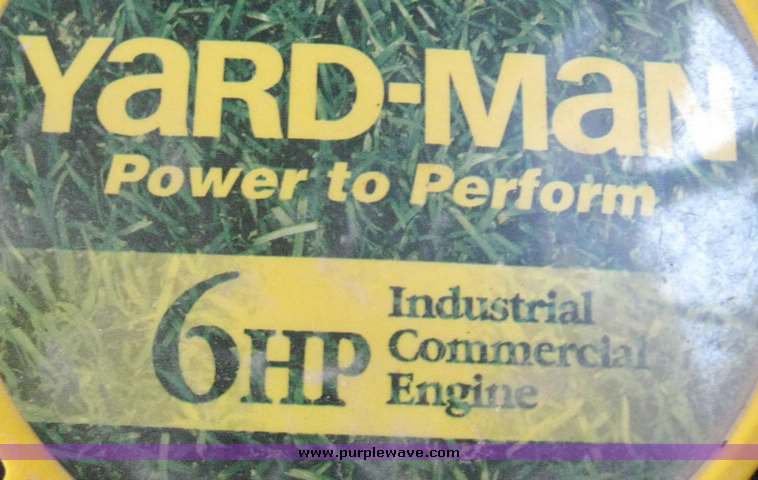 YaRD-MaN
Power to Perform
6HP Industrial
Commercial
Engine
www.purplewave.com